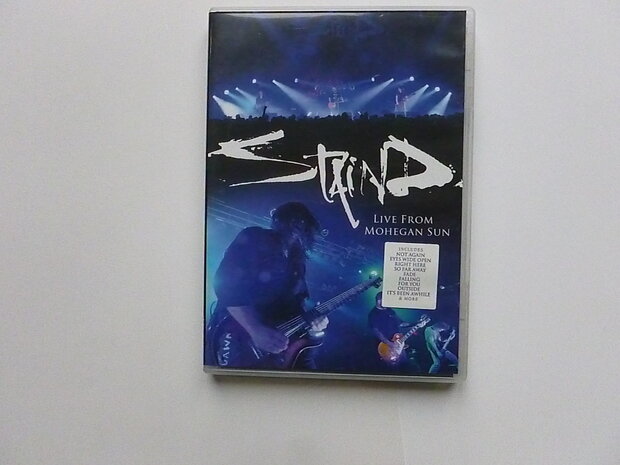 STAIND
LIVE FROM
MOHEGAN SUN
INCLUDES
NOT AGAIN
EYES WIDE OPEN
RIGHT HERE
SO FAR AWAY
FADE
FALLING
FOR YOU
OUTSIDE
IT'S BEEN AWHILE
& MORE